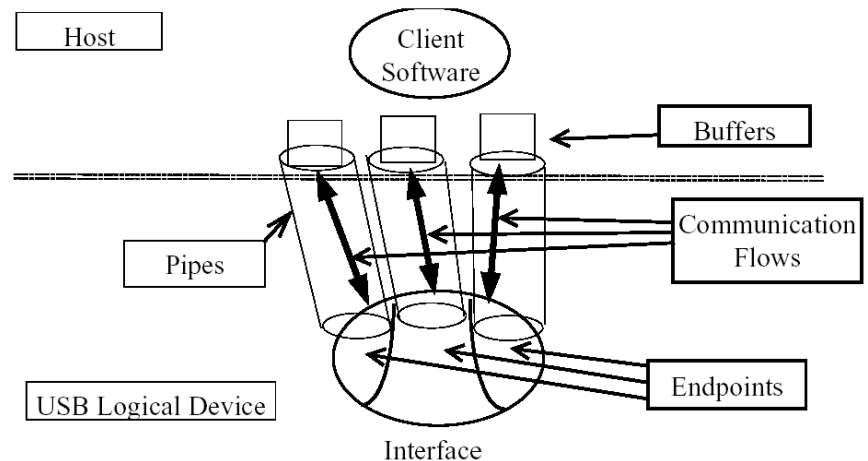 Host
Client
Software
Buffers
Communication
Flows
Pipes
Endpoints
USB Logical Device
Interface